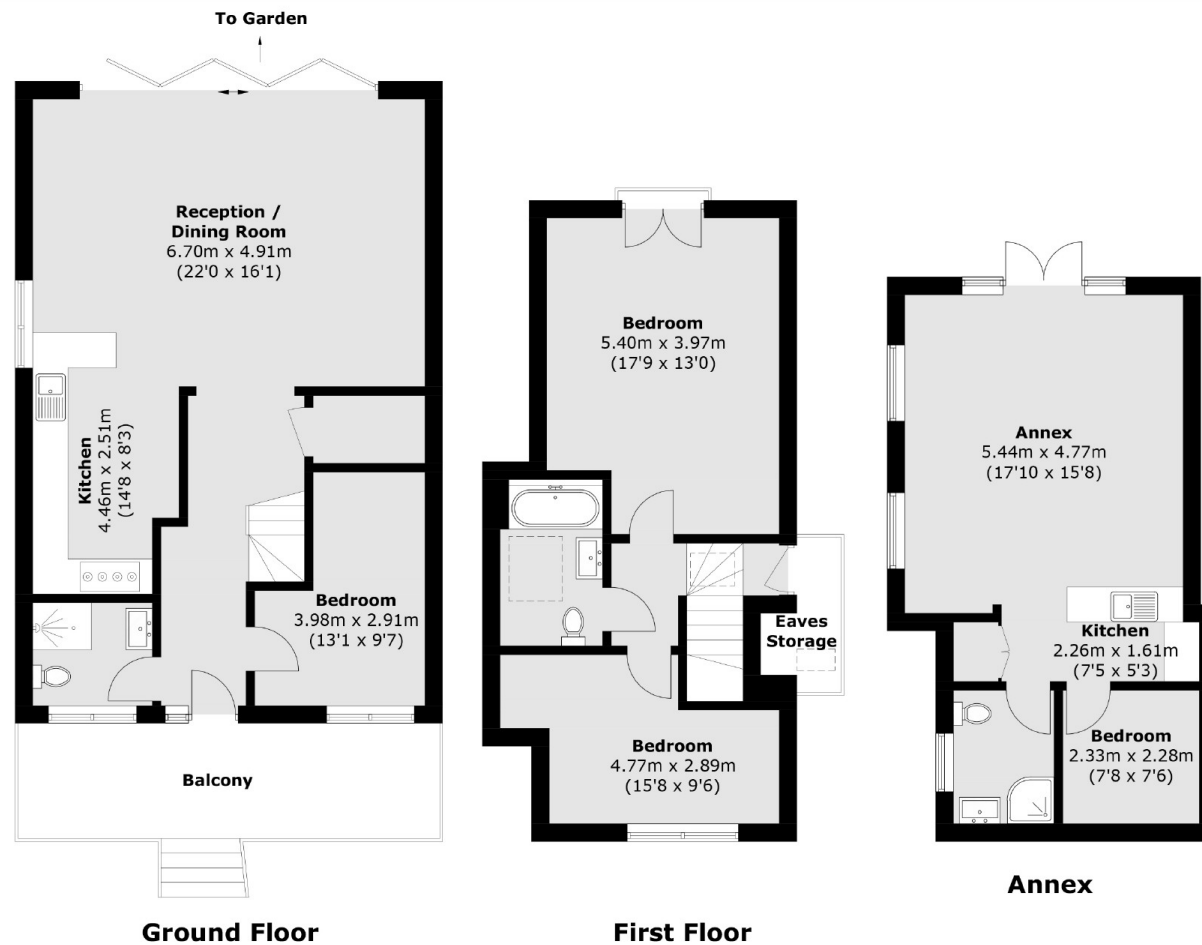 To Garden
Reception /
Dining Room
6.70m x 4.91m
(22'0 x 16'1)
Kitchen
4.46m x 2.51m
(14'8 x 8'3)
Bedroom
3.98m x 2.91m
(13'1 x 9'7)
Balcony
Ground Floor
Bedroom
5.40m x 3.97m
(17'9 x 13'0)
Eaves
Storage
Bedroom
4.77m x 2.89m
(15'8 x 9'6)
First Floor
Annex
5.44m x 4.77m
(17'10 x 15'8)
Kitchen
2.26m x 1.61m
(7'5 x 5'3)
Bedroom
2.33m x 2.28m
(7'8 x 7'6)
Annex